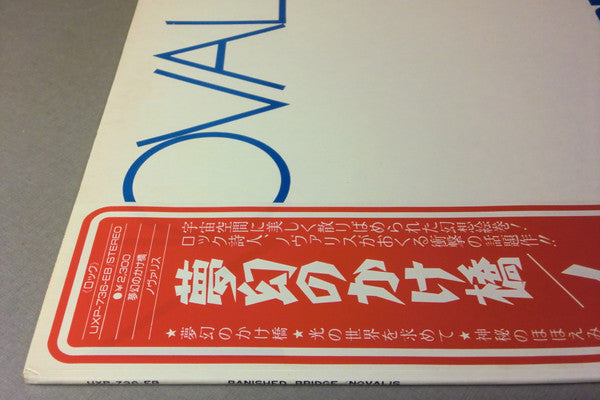 OVAL
宇宙空間に美しく散りばめられた幻想絵巻!
ロック詩人、ノヴァリスがおくる衝撃の話題作!!
夢幻のかけ橋/ノ
★夢幻のかけ橋★光の世界を求めて★神秘のほほえみ
〈ロック〉
UXP-736-EB STEREO
●¥2,300
夢幻のかけ橋
ノヴァリス
UXP-736-EB BANISHED BRIDGE/NOVALIS